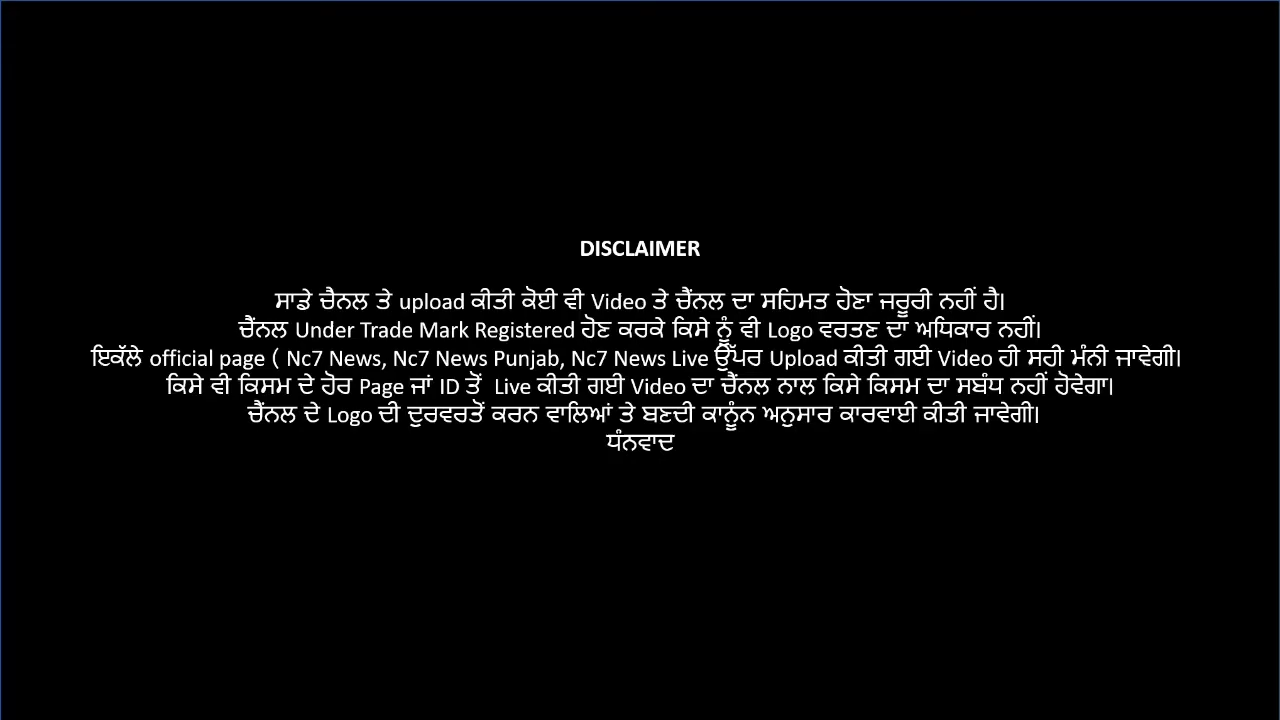 DISCLAIMER
ਸਾਡੇ ਚੈਨਲ ਤੇ upload ਕੀਤੀ ਕੋਈ ਵੀ Video ਤੇ ਚੈਂਨਲ ਦਾ ਸਹਿਮਤ ਹੋਣਾ ਜਰੂਰੀ ਨਹੀਂ ਹੈ।
ਚੈਂਨਲ Under Trade Mark Registered ਹੋਣ ਕਰਕੇ ਕਿਸੇ ਨੂੰ ਵੀ Logo ਵਰਤਣ ਦਾ ਅਧਿਕਾਰ ਨਹੀਂ।
ਇਕੱਲੇ official page ( Nc7 News, Nc7 News Punjab, Nc7 News Live ਉੱਪਰ Upload ਕੀਤੀ ਗਈ Video ਹੀ ਸਹੀ ਮੰਨੀ ਜਾਵੇਗੀ।
ਕਿਸੇ ਵੀ ਕਿਸਮ ਦੇ ਹੋਰ Page ਜਾਂ ID ਤੋਂ Live ਕੀਤੀ ਗਈ Video ਦਾ ਚੈਂਨਲ ਨਾਲ ਕਿਸੇ ਕਿਸਮ ਦਾ ਸਬੰਧ ਨਹੀਂ ਹੋਵੇਗਾ।
ਚੈਂਨਲ ਦੇ Logo ਦੀ ਦੁਰਵਰਤੋਂ ਕਰਨ ਵਾਲਿਆਂ ਤੇ ਬਣਦੀ ਕਾਨੂੰਨ ਅਨੁਸਾਰ ਕਾਰਵਾਈ ਕੀਤੀ ਜਾਵੇਗੀ।
ਧੰਨਵਾਦ